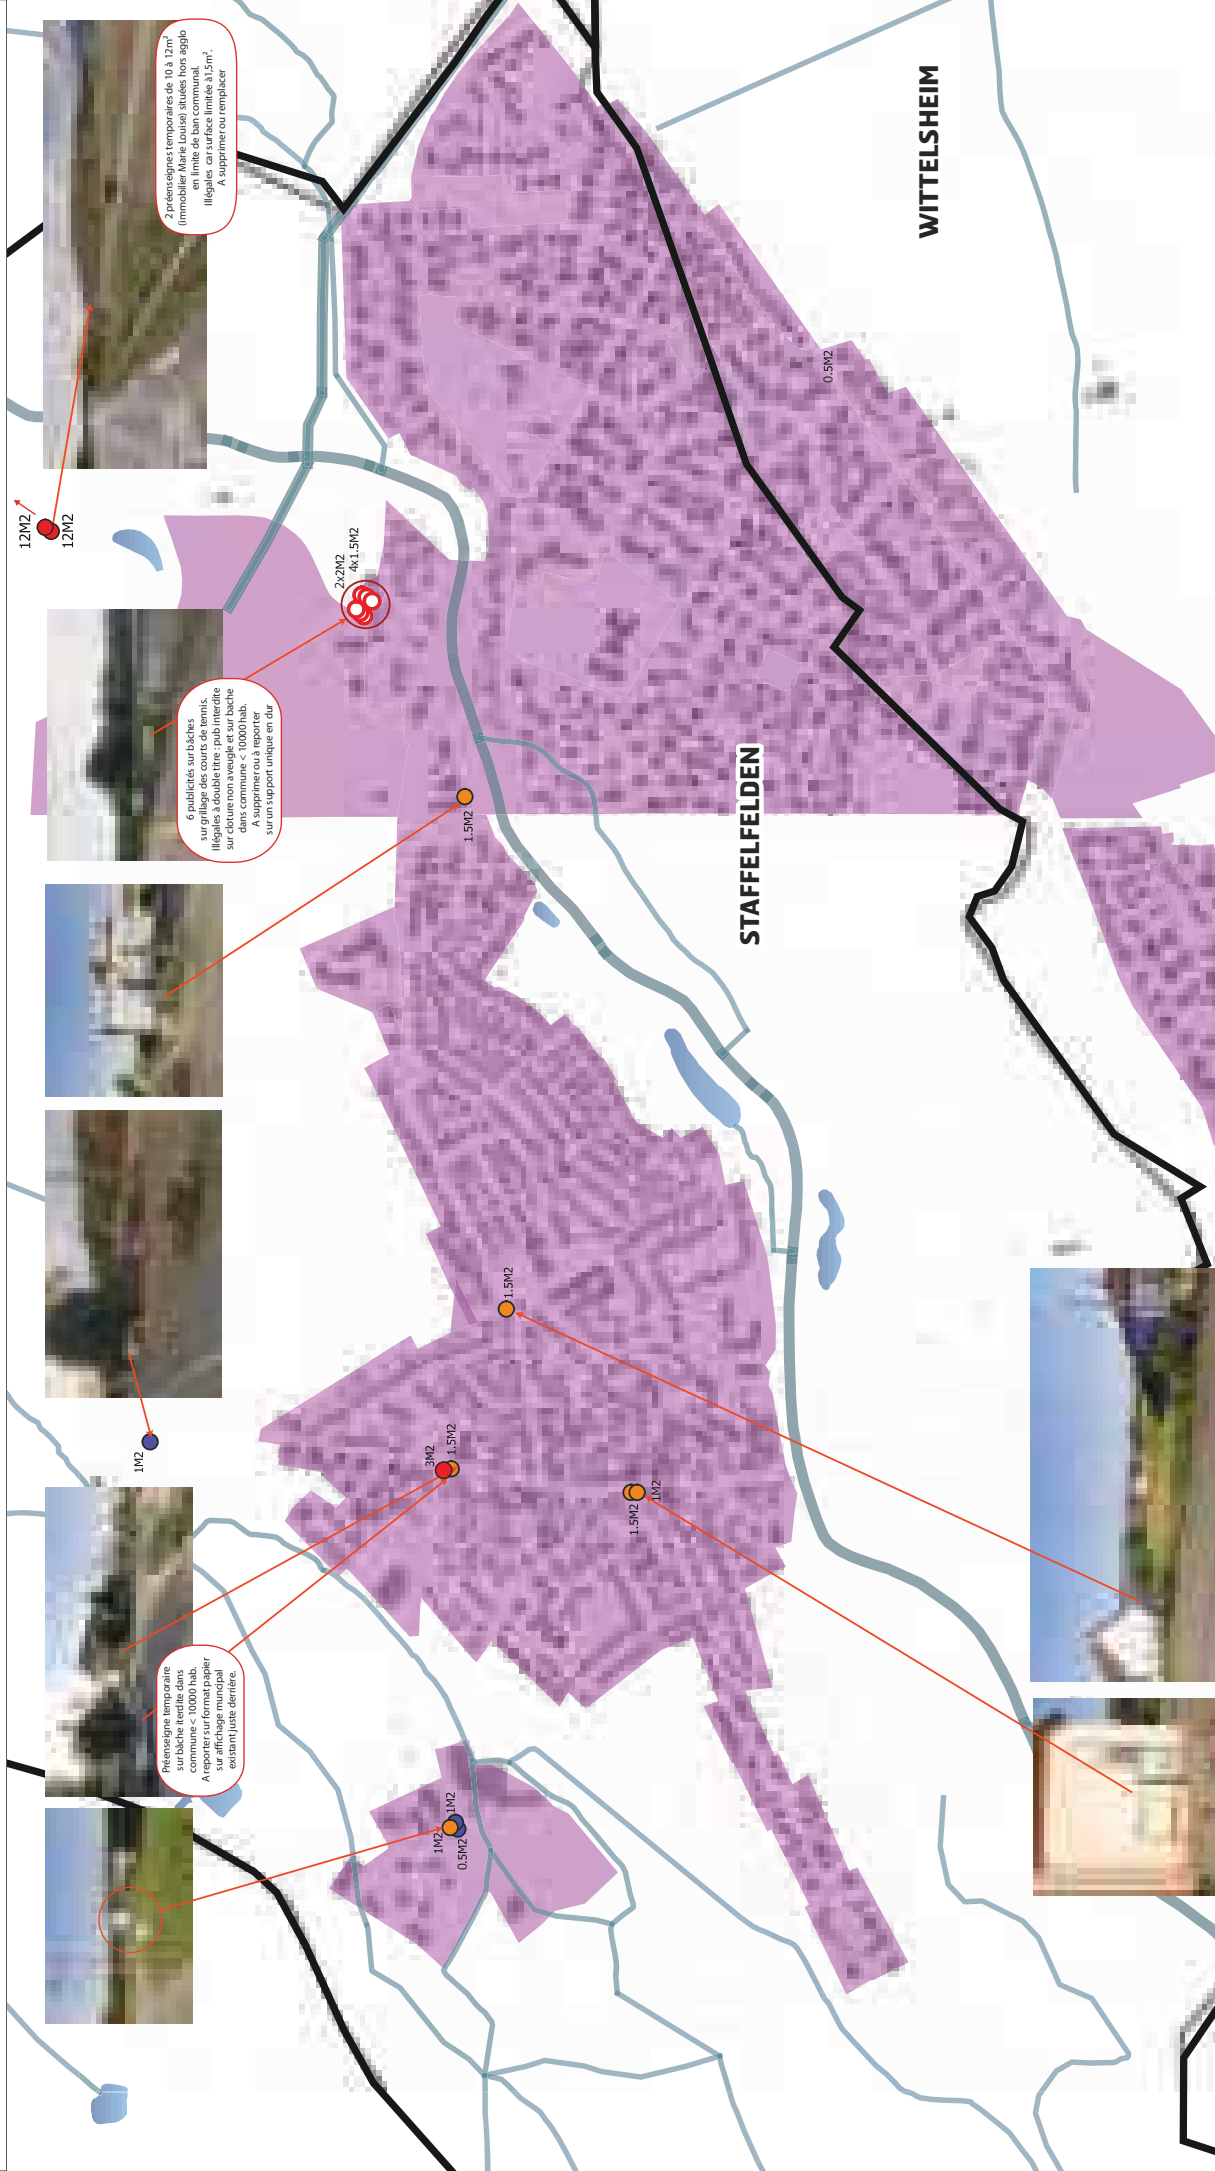 2 préenseignes temporaires de 10 à 12m²
(immobilier Marie Louise) situées hors agglo
en limite de ban communal.
Illégales car surface limitée à1,5m².
A supprimer ou remplacer
12M2
12M2
WITTELSHEIM
0.5M2
2x2M2
4x1.5M2
6 publicités sur bâches
sur grillage des courts de tennis.
Illégales à double titre : pub interdite
sur cloture non aveugle et sur bache
dans commune < 10000 hab.
A supprimer ou à reporter
sur un support unique en dur
1.5M2
STAFFELFELDEN
1.5M2
1M2
3M2
1.5M2
1.5M2
1M2
Préenseigne temporaire
sur bâche iterdite dans
commune < 10000 hab.
A reporter sur format papier
sur affichage muncipal
existant juste derrière.
1M2
1M2
0.5M2